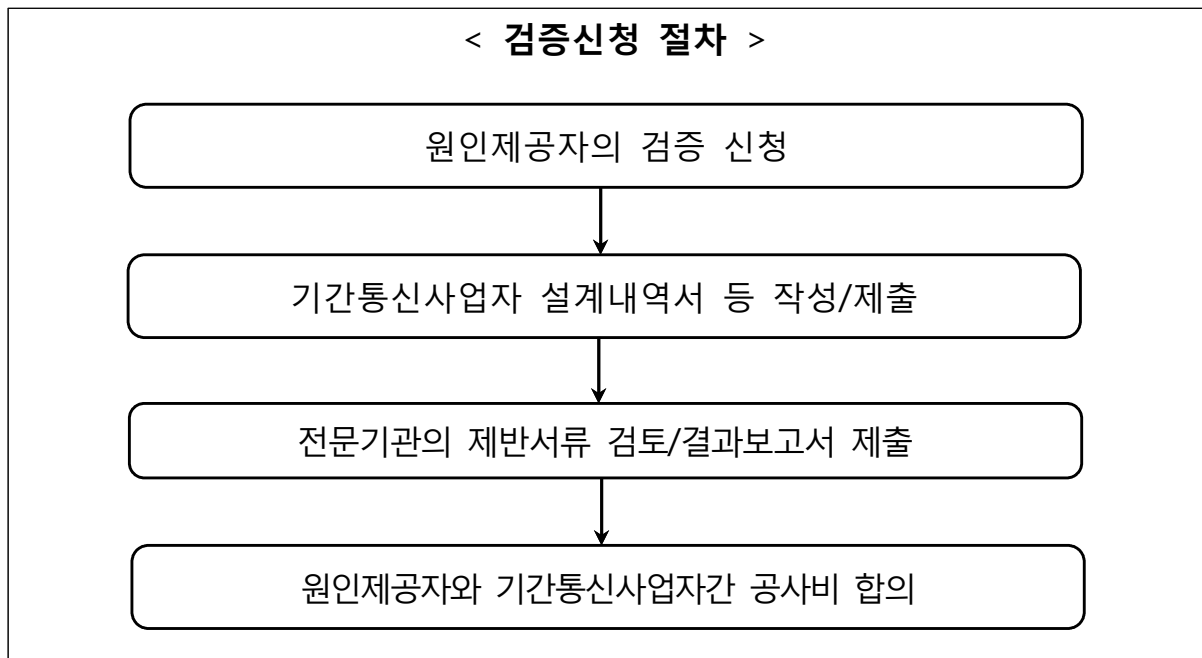 < 검증신청 절차 >
원인제공자의 검증 신청
기간통신사업자 설계내역서 등 작성/제출
전문기관의 제반서류 검토/결과보고서 제출
원인제공자와 기간통신사업자간 공사비 합의